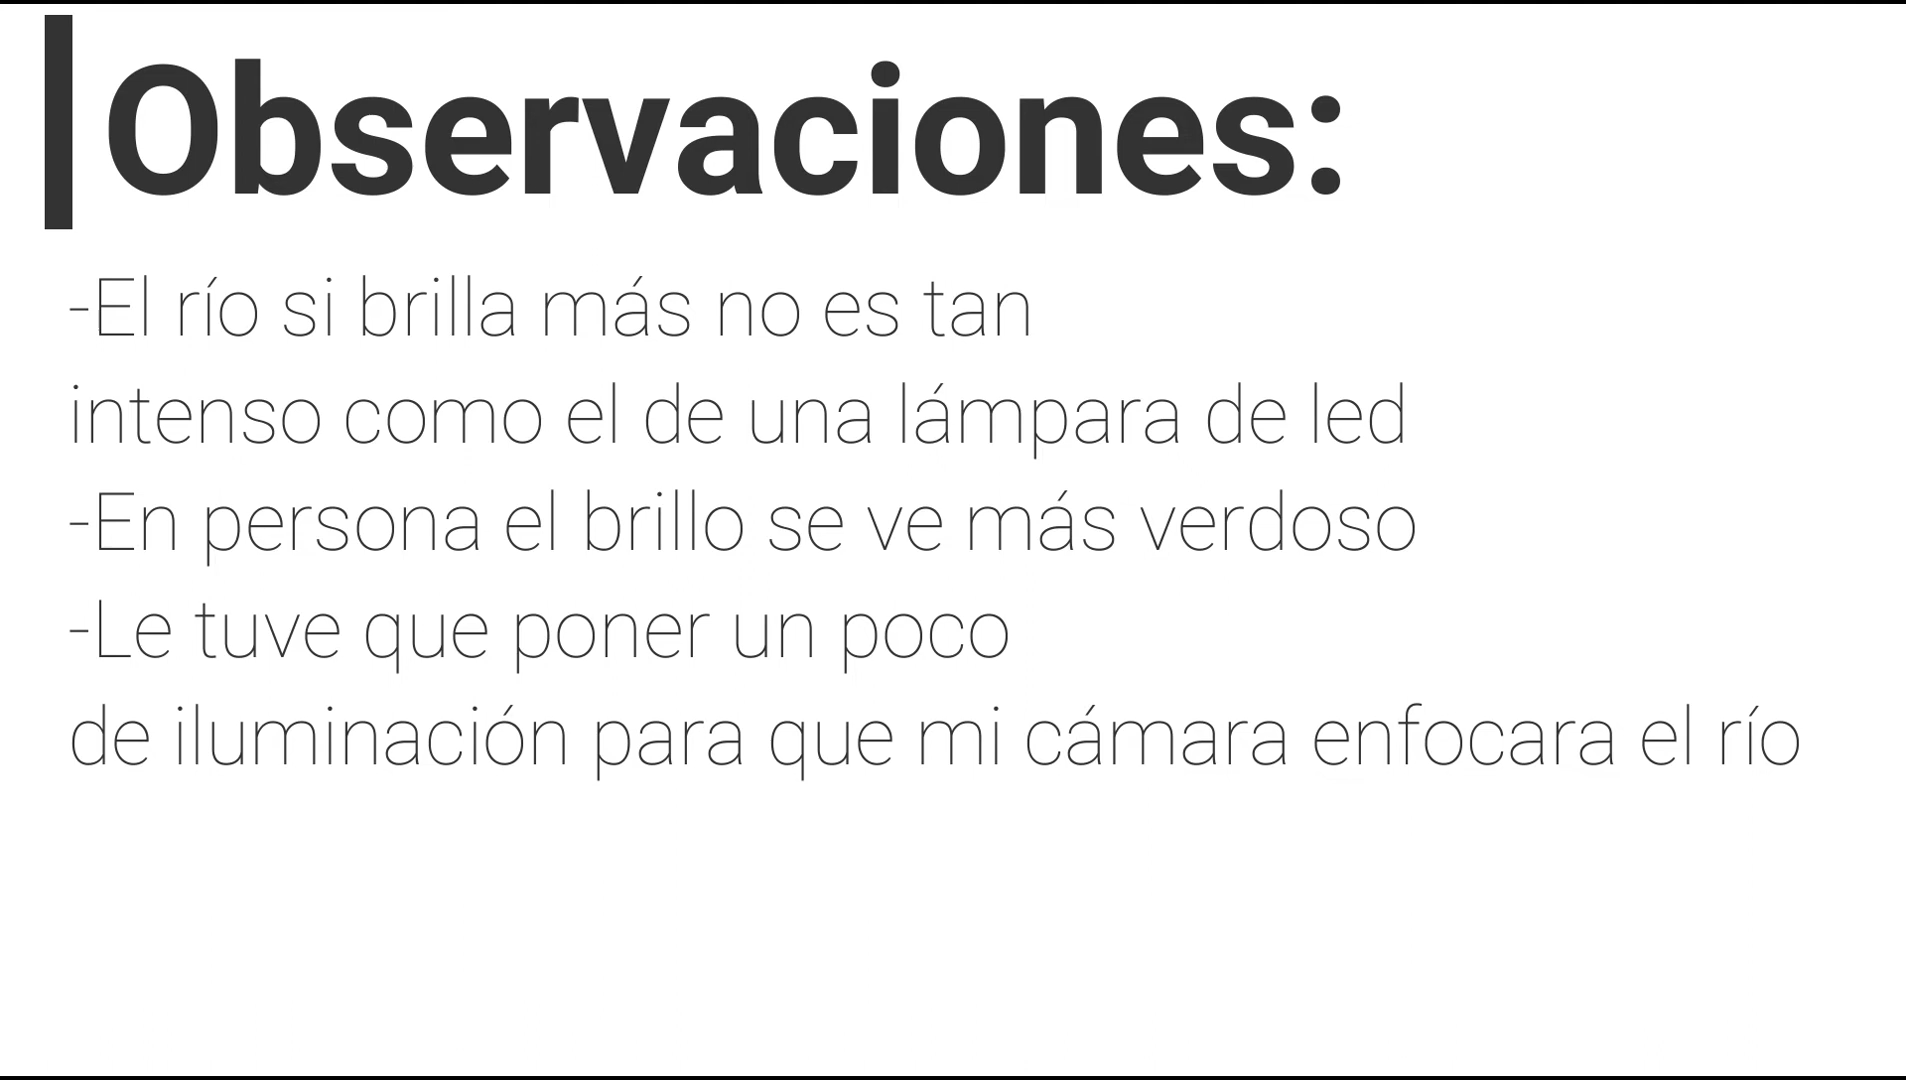 Observaciones:
-El río si brilla más no es tan
intenso como el de una lámpara de led
-En persona el brillo se ve más verdoso
-Le tuve que poner un poco
de iluminación para que mi cámara enfocara el río